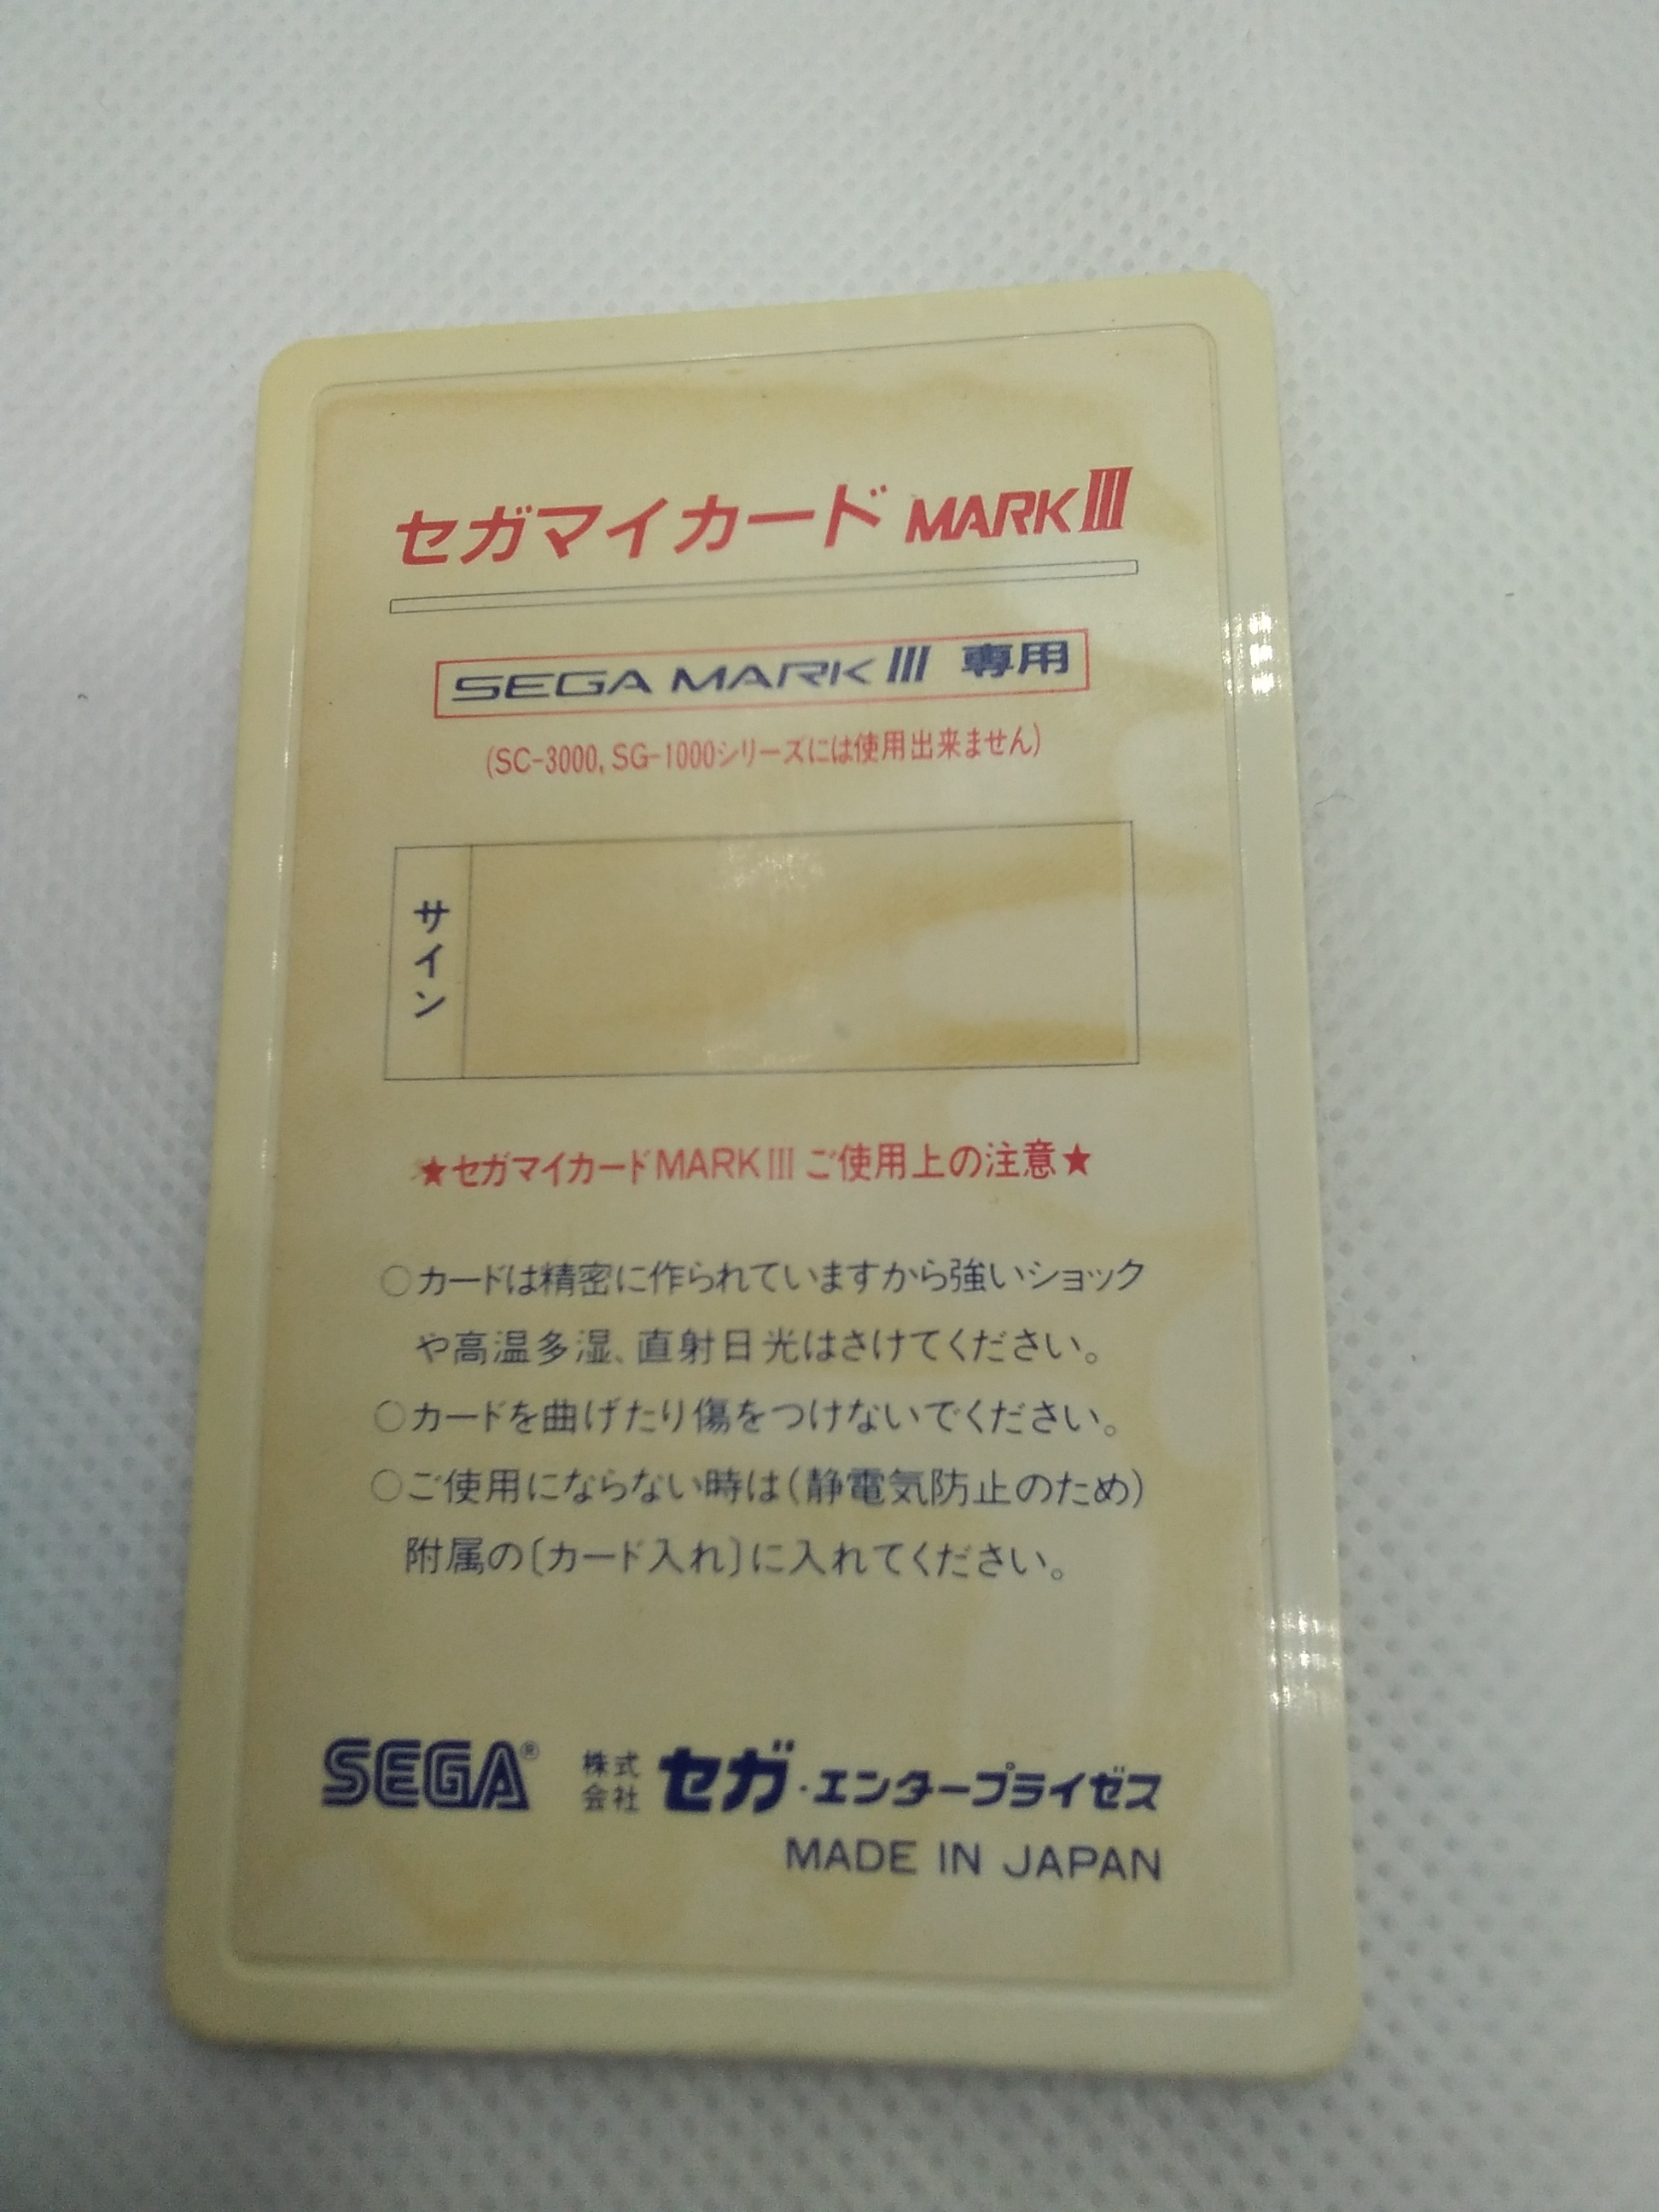 セガマイカード MARK III
SEGA MARK III 専用
(SC-3000, SG-1000シリーズには使用出来ません)
サイン
★セガマイカードMARK III ご使用上の注意★
○カードは精密に作られていますから強いショック
や高温多湿、直射日光はさけてください。
○カードを曲げたり傷をつけないでください。
○ご使用にならない時は(静電気防止のため)
附属の〔カード入れ〕に入れてください。
SEGA® 株式会社 セガ・エンタープライゼス
MADE IN JAPAN